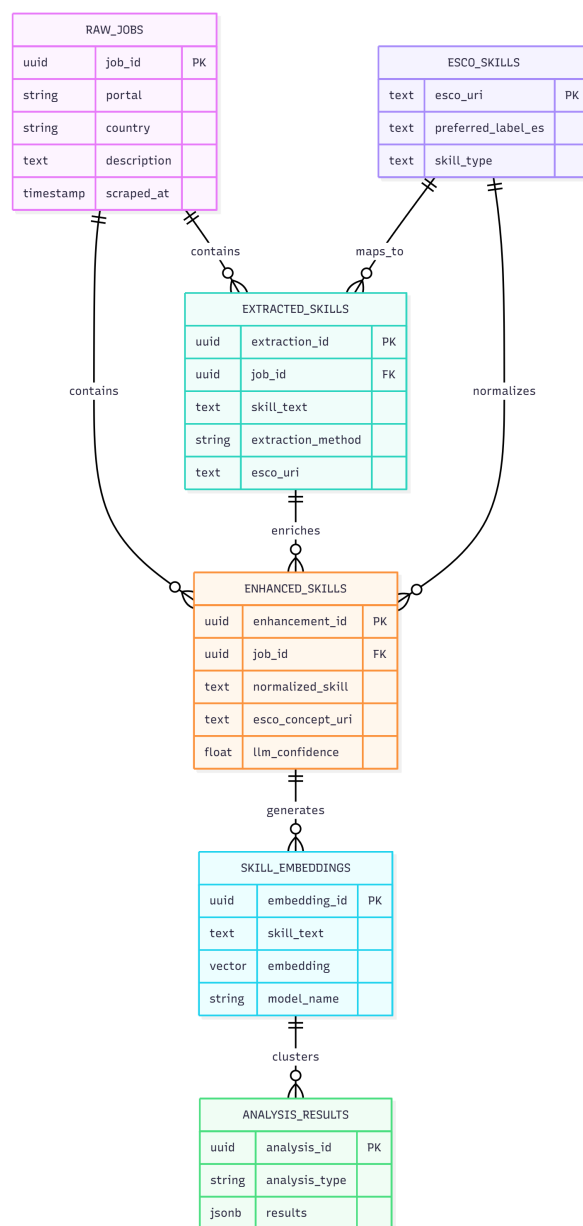 RAW_JOBS
uuid job_id PK
string portal
string country
text description
timestamp scraped_at
ESCO_SKILLS
text esco_uri PK
text preferred_label_es
text skill_type
contains
maps_to
EXTRACTED_SKILLS
uuid extraction_id PK
uuid job_id FK
text skill_text
string extraction_method
text esco_uri
contains
normalizes
enriches
ENHANCED_SKILLS
uuid enhancement_id PK
uuid job_id FK
text normalized_skill
text esco_concept_uri
float llm_confidence
generates
SKILL_EMBEDDINGS
uuid embedding_id PK
text skill_text
vector embedding
string model_name
clusters
ANALYSIS_RESULTS
uuid analysis_id PK
string analysis_type
jsonb results